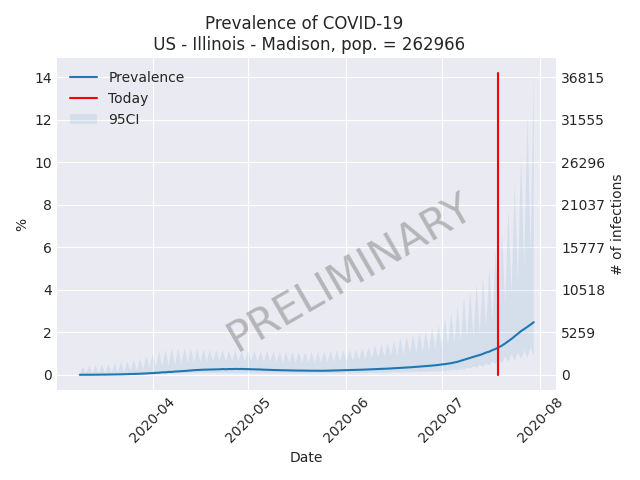 Prevalence of COVID-19
US - Illinois - Madison, pop. = 262966
Prevalence
Today
95CI
14
12
10
8
6
4
2
0
%
36815
31555
26296
21037
15777
10518
5259
0
# of infections
PRELIMINARY
2020-04
2020-05
2020-06
2020-07
2020-08
Date